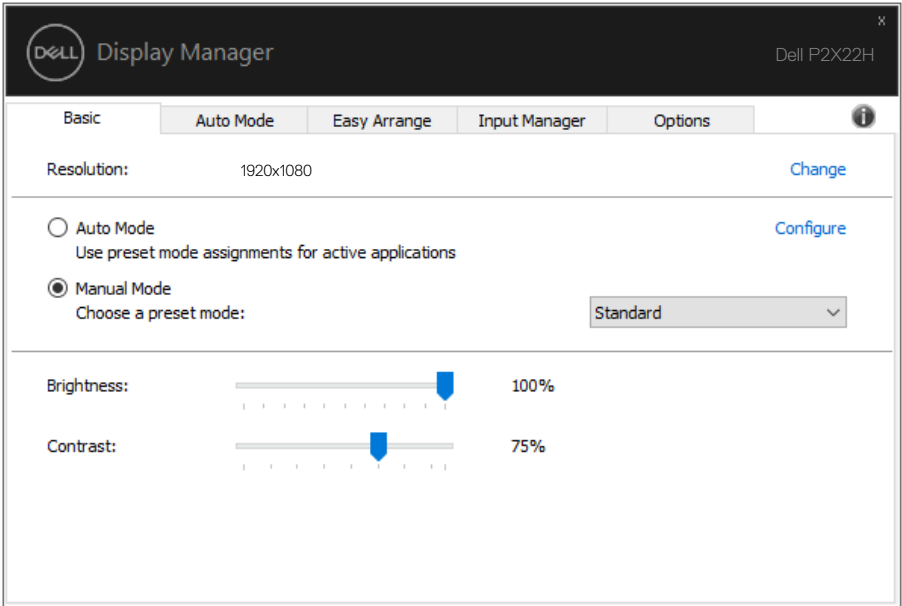 x
DELL Display Manager
Dell P2X22H
Basic Auto Mode Easy Arrange Input Manager Options i
Resolution: 1920x1080 Change
Auto Mode Configure
Use preset mode assignments for active applications
Manual Mode
Choose a preset mode: Standard
Brightness: 100%
Contrast: 75%